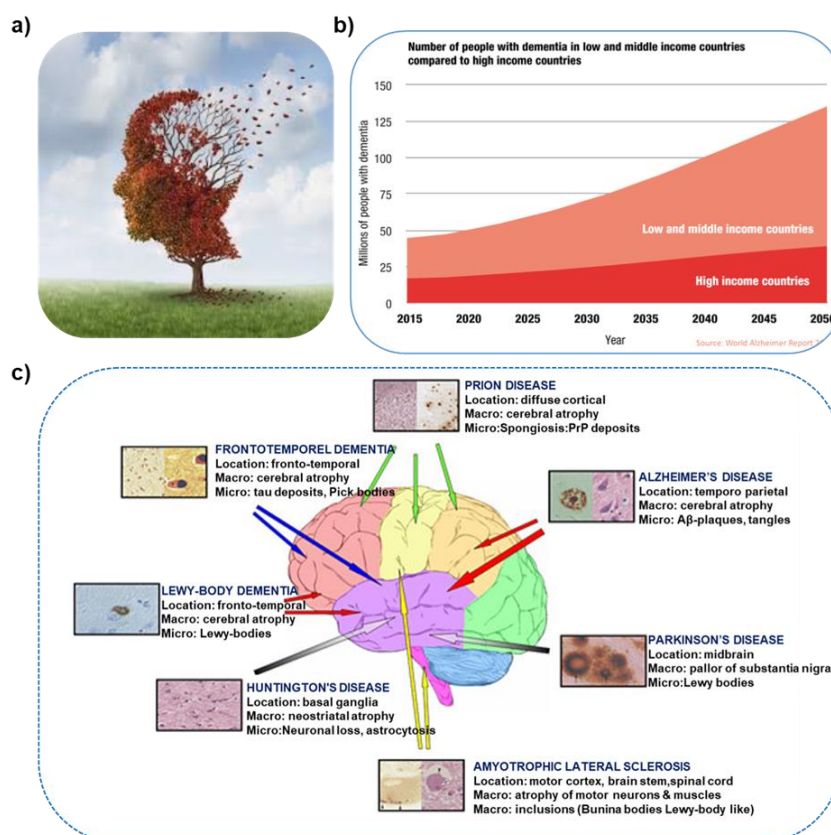 a)
b)
Number of people with dementia in low and middle income countries
compared to high income countries
150
125
100
75
50
25
0
Millions of people with dementia
Low and middle income countries
High income countries
2015 2020 2025 2030 2035 2040 2045 2050
Year
Source: World Alzheimer Report
c)
PRION DISEASE
Location: diffuse cortical
Macro: cerebral atrophy
Micro:Spongiosis:PrP deposits
FRONTOTEMPOREL DEMENTIA
Location: fronto-temporal
Macro: cerebral atrophy
Micro: tau deposits, Pick bodies
ALZHEIMER'S DISEASE
Location: temporo parietal
Macro: cerebral atrophy
Micro: Aβ-plaques, tangles
LEWY-BODY DEMENTIA
Location: fronto-temporal
Macro: cerebral atrophy
Micro: Lewy-bodies
PARKINSON'S DISEASE
Location: midbrain
Macro: pallor of substantia nigra
Micro:Lewy bodies
HUNTINGTON'S DISEASE
Location: basal ganglia
Macro: neostriatal atrophy
Micro:Neuronal loss, astrocytosis
AMYOTROPHIC LATERAL SCLEROSIS
Location: motor cortex, brain stem,spinal cord
Macro: atrophy of motor neurons & muscles
Macro: inclusions (Bunina bodies Lewy-body like)